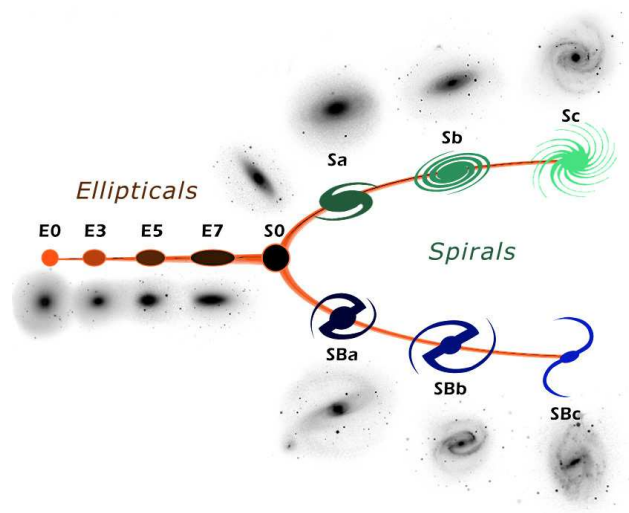 Sc
Sb
Sa
Ellipticals
E0 E3 E5 E7 S0
Spirals
SBa
SBb
SBc